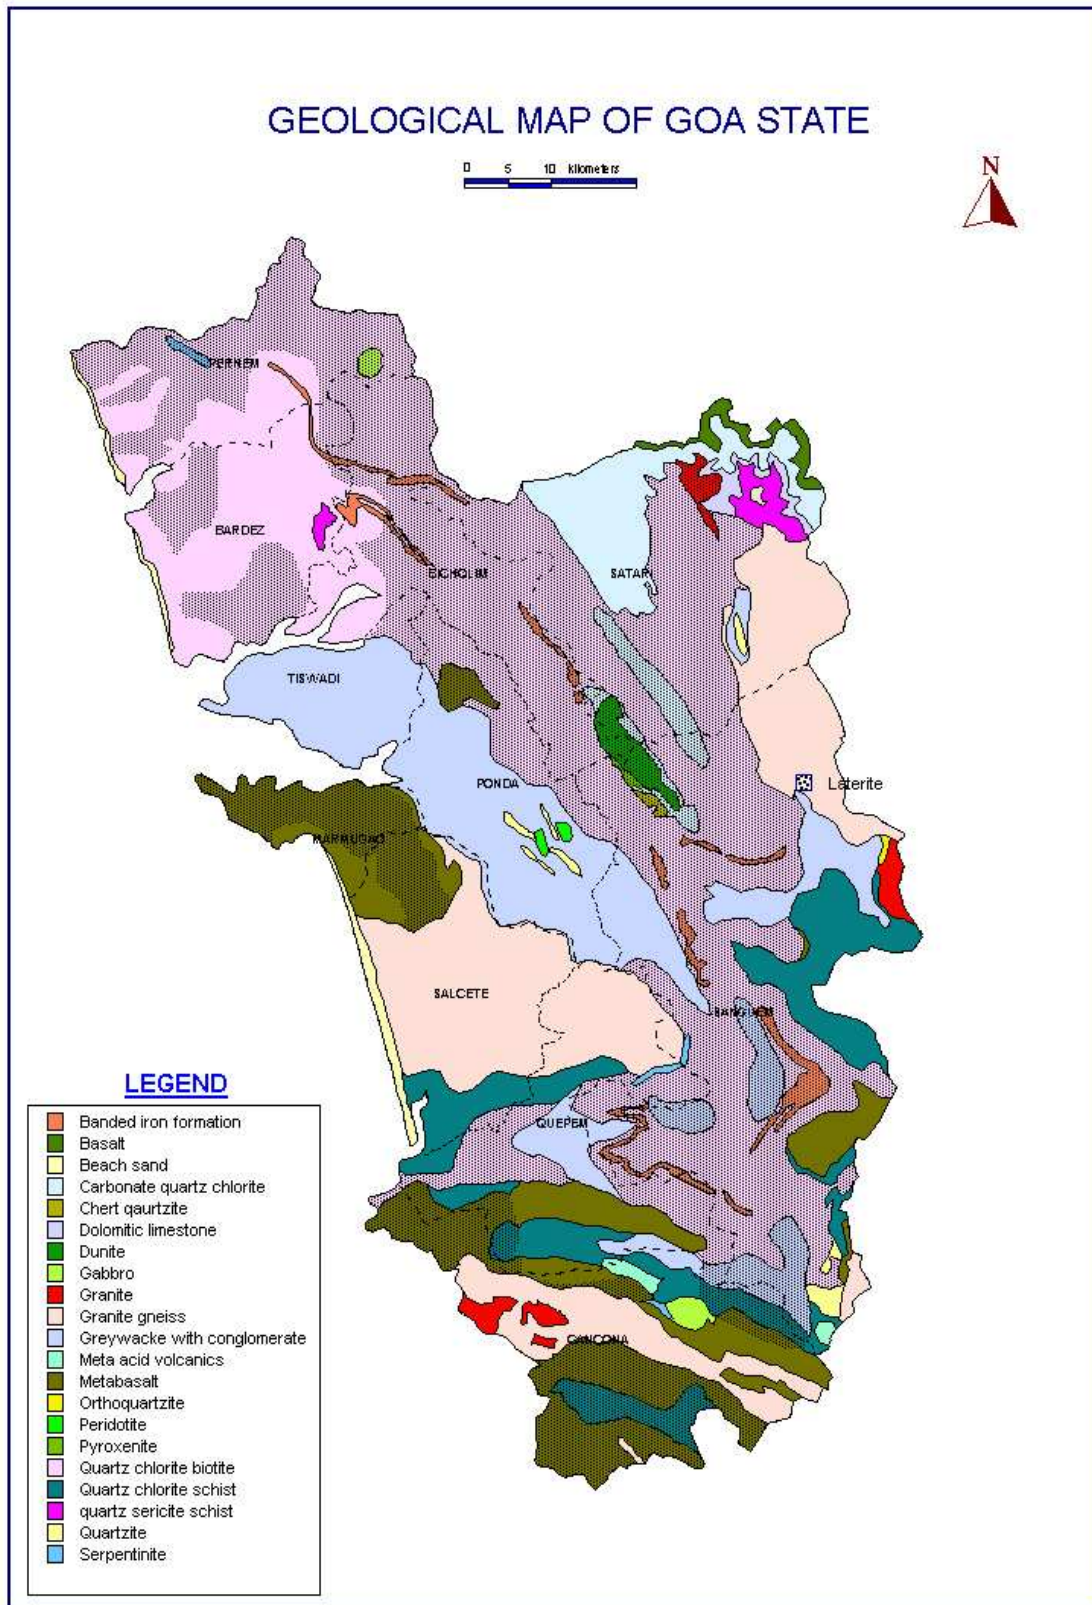 GEOLOGICAL MAP OF GOA STATE
0 5 10 kilometers
N
PERNEM
BARDEZ
BICHOLIM
SATARI
TISWADI
PONDA
Laterite
MARMUGAO
SALCETE
SANGUEM
QUEPEM
CANCONA
LEGEND
Banded iron formation
Basalt
Beach sand
Carbonate quartz chlorite
Chert qaurtzite
Dolomitic limestone
Dunite
Gabbro
Granite
Granite gneiss
Greywacke with conglomerate
Meta acid volcanics
Metabasalt
Orthoquartzite
Peridotite
Pyroxenite
Quartz chlorite biotite
Quartz chlorite schist
quartz sericite schist
Quartzite
Serpentinite